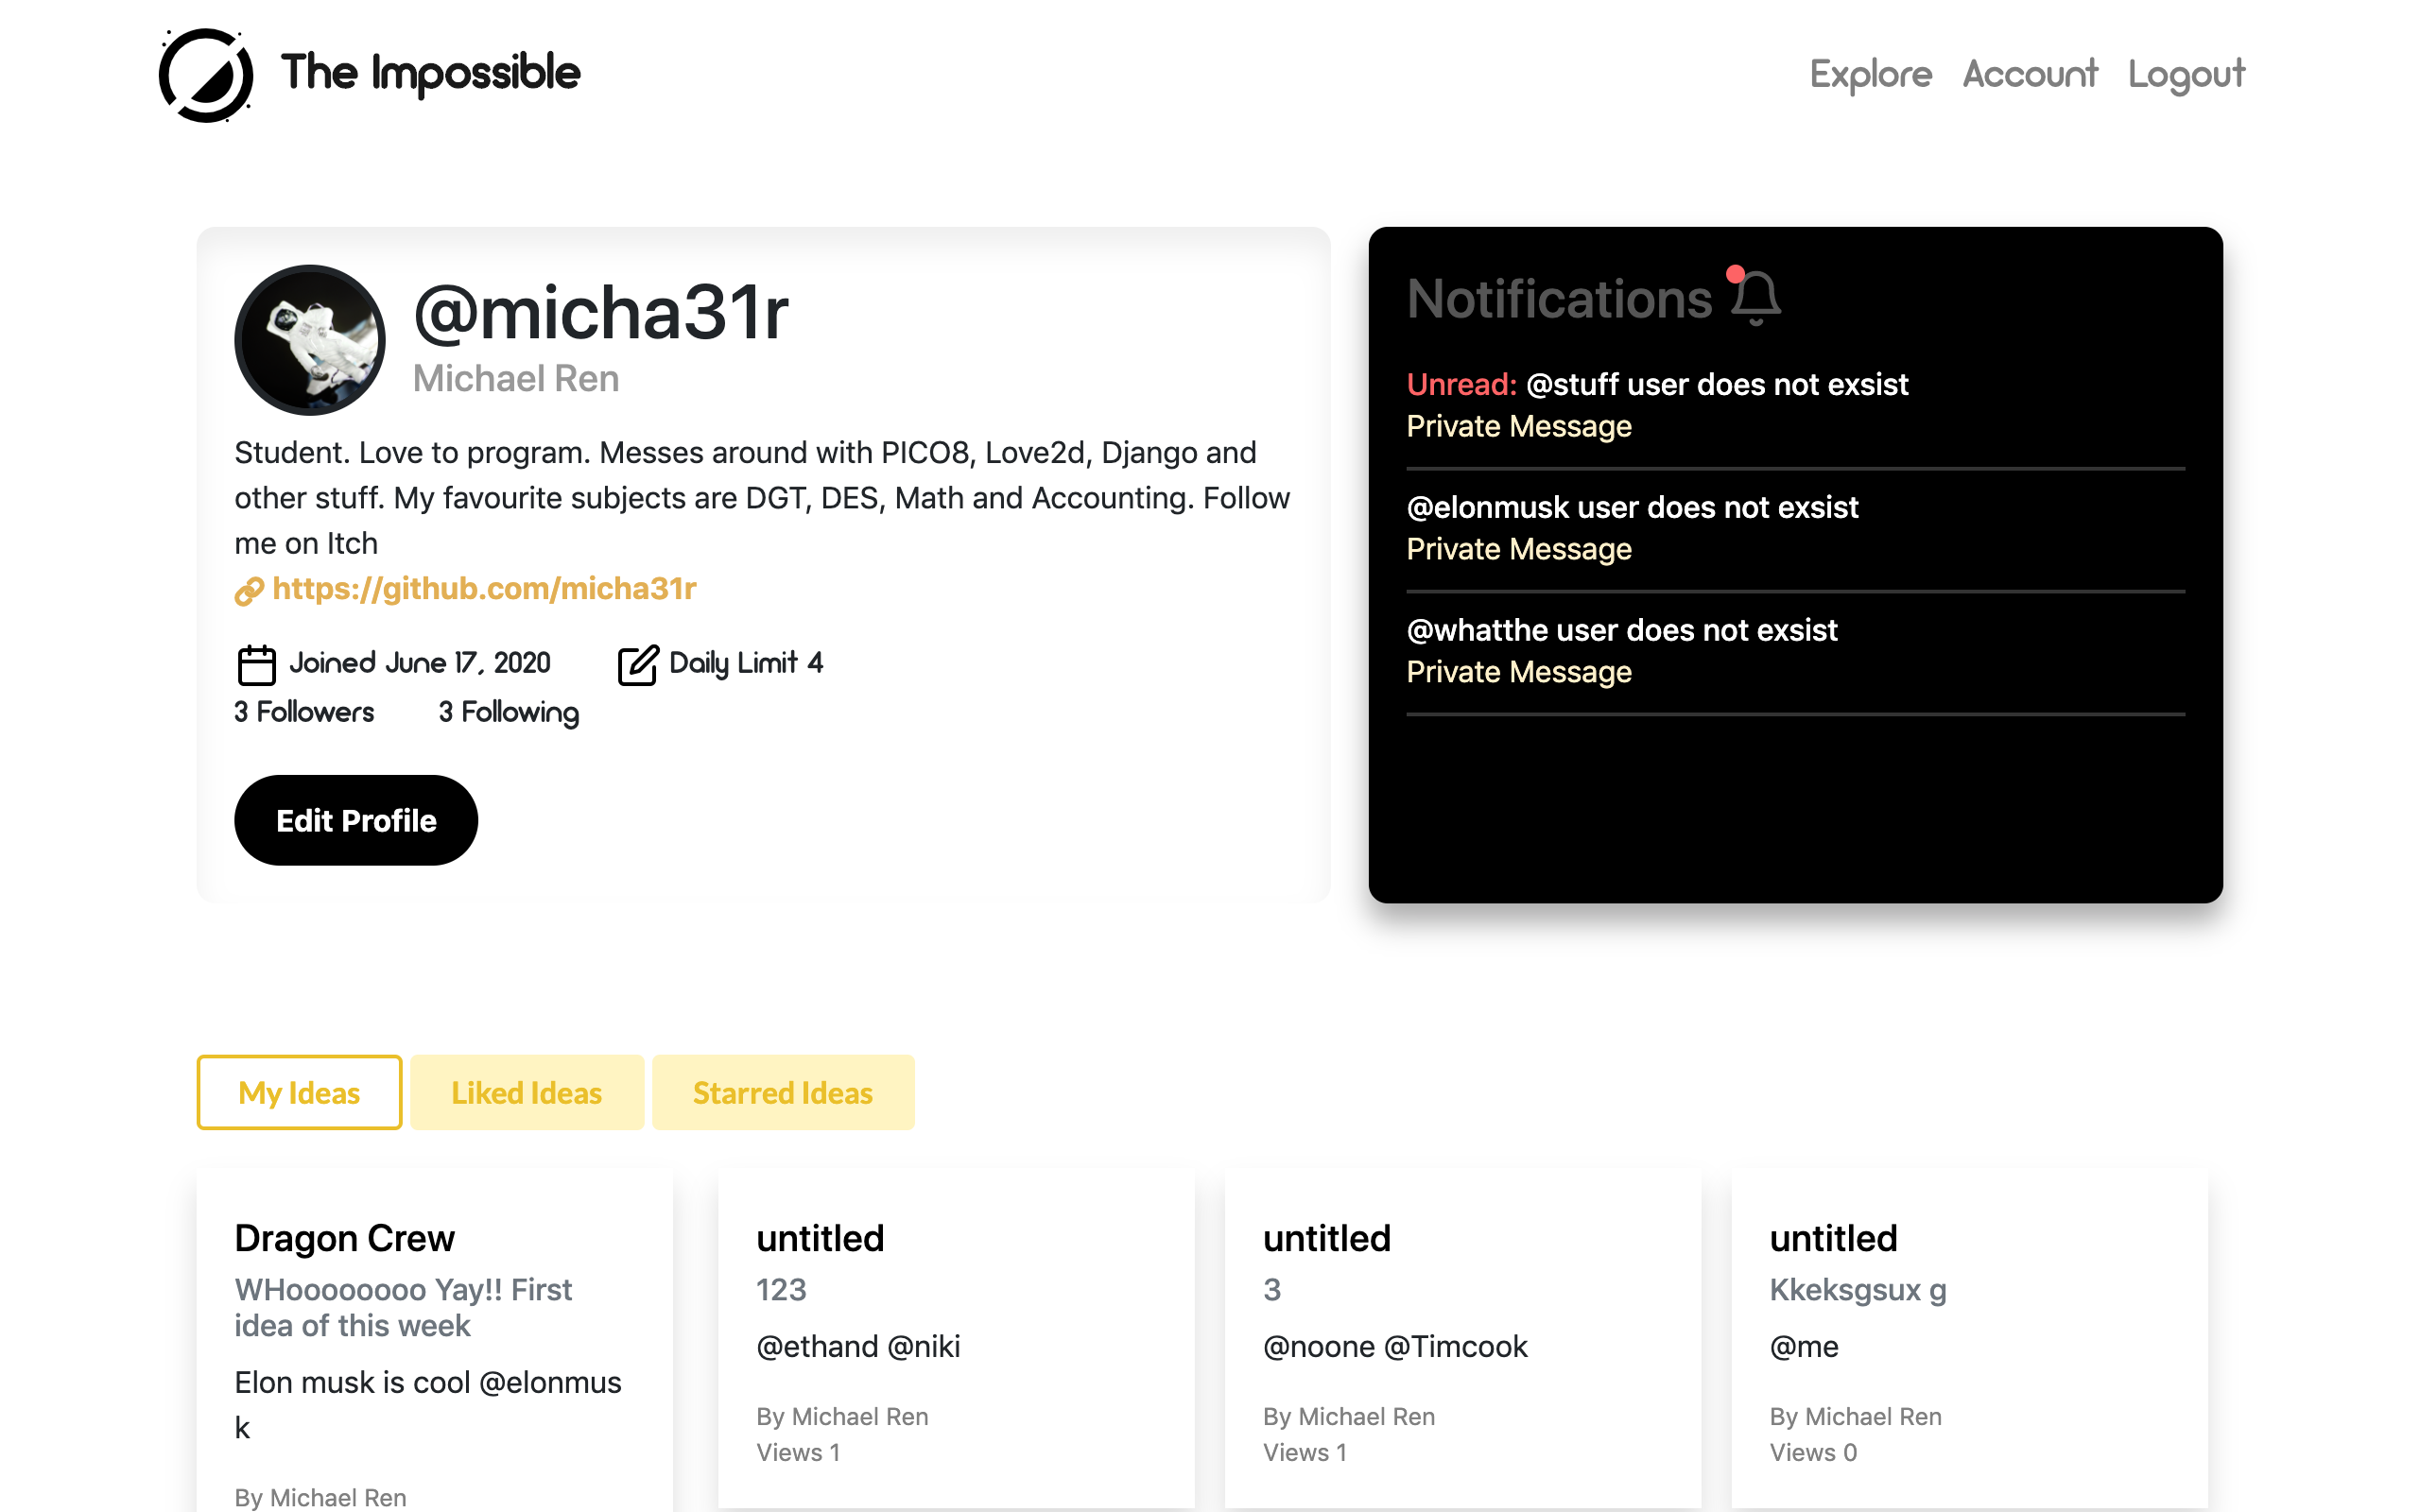 The Impossible
Explore Account Logout
@micha31r
Michael Ren
Student. Love to program. Messes around with PICO8, Love2d, Django and
other stuff. My favourite subjects are DGT, DES, Math and Accounting. Follow
me on Itch
https://github.com/micha31r
Joined June 17, 2020 Daily Limit 4
3 Followers 3 Following
Edit Profile
Notifications
Unread: @stuff user does not exsist
Private Message
@elonmusk user does not exsist
Private Message
@whatthe user does not exsist
Private Message
My Ideas Liked Ideas Starred Ideas
Dragon Crew
WHoooooooo Yay!! First
idea of this week
Elon musk is cool @elonmus
k
By Michael Ren
untitled
123
@ethand @niki
By Michael Ren
Views 1
untitled
3
@noone @Timcook
By Michael Ren
Views 1
untitled
Kkeksgsux g
@me
By Michael Ren
Views 0